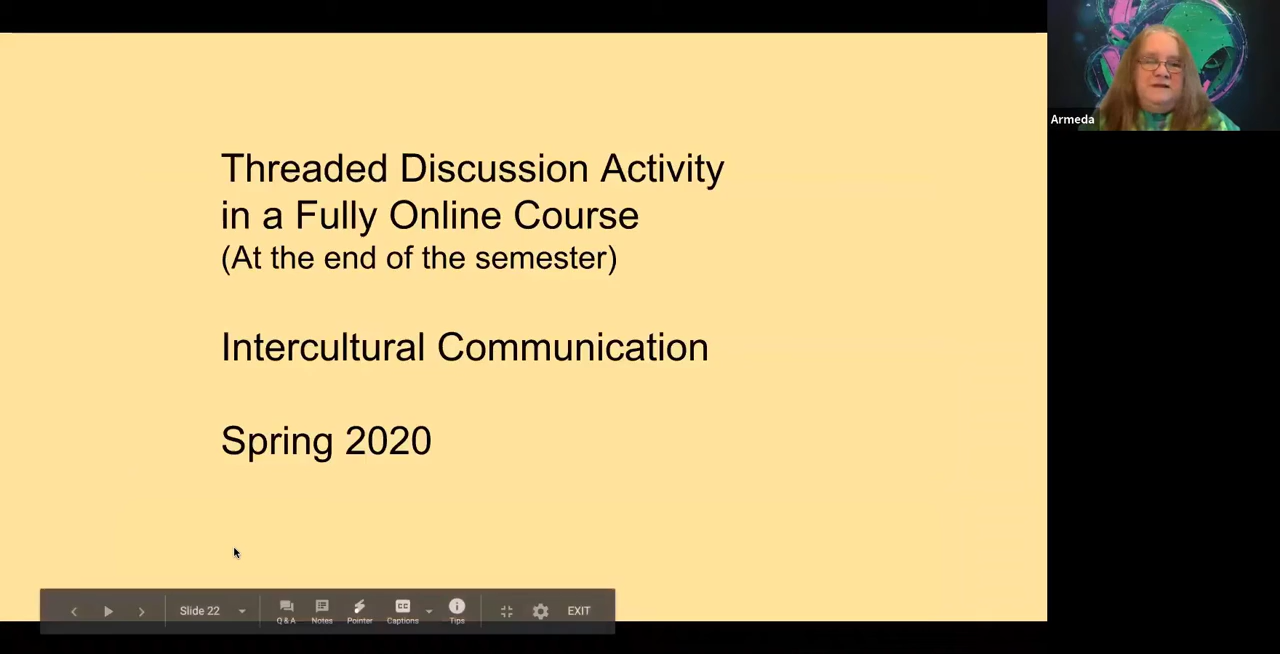 Threaded Discussion Activity
in a Fully Online Course
(At the end of the semester)
Intercultural Communication
Spring 2020
Armeda
Slide 22
Q & A
Notes
Pointer
CC
Captions
Tips
EXIT